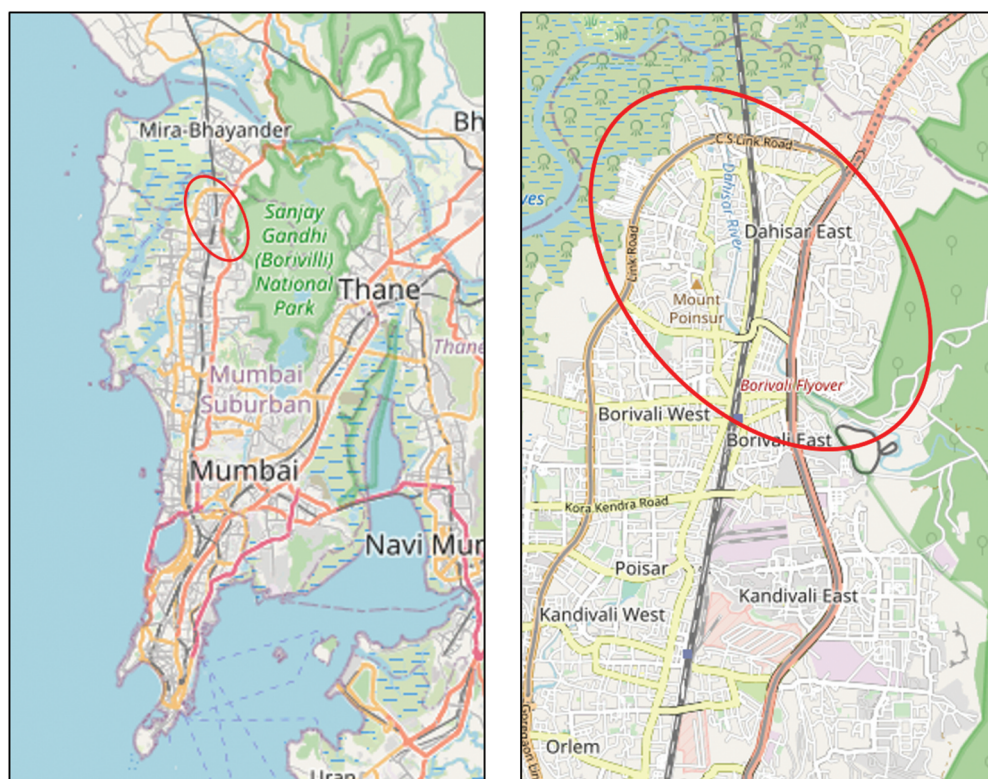 Mira-Bhayander
Bh
Sanjay
Gandhi
(Borivilli)
National
Park
Thane
Thane
Mumbai
Suburban
Mumbai
Navi Mur
Uran
C S Link Road
Dahisar River
ves
Dahisar East
Link Road
Mount
Poinsur
Borivali Flyover
Borivali West
Borivali East
Kora Kendra Road
Poisar
Kandivali East
Kandivali West
Goregaon Lin
Orlem